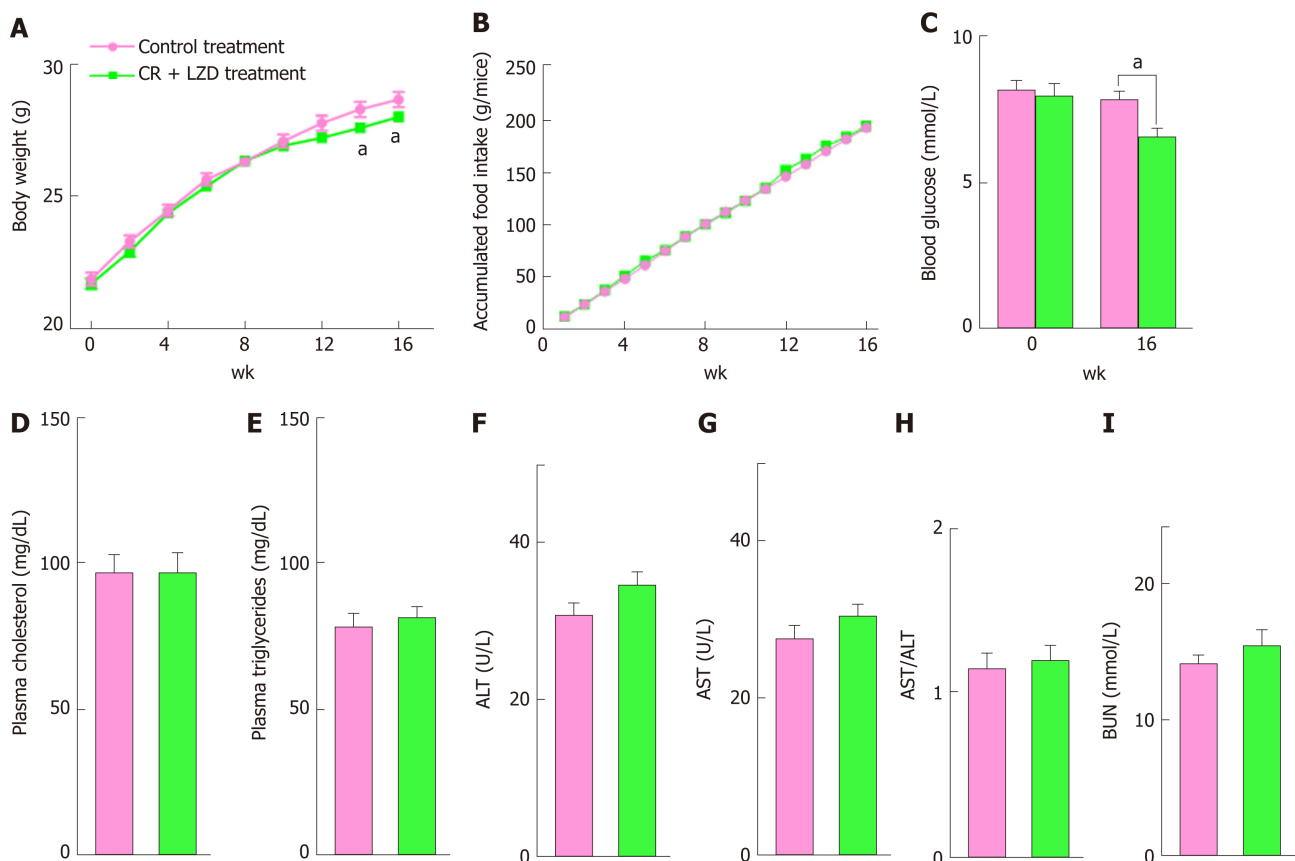 A
Control treatment
CR + LZD treatment
Body weight (g)
30
25
20
a
a
0 4 8 12 16
wk
B
Accumulated food intake (g/mice)
250
200
150
100
50
0
0 4 8 12 16
wk
C
Blood glucose (mmol/L)
10
5
0
a
0 16
wk
D
Plasma cholesterol (mg/dL)
150
100
50
0
E
Plasma triglycerides (mg/dL)
150
100
50
0
F
ALT (U/L)
40
20
0
G
AST (U/L)
40
20
0
H
AST/ALT
2
1
0
I
BUN (mmol/L)
20
10
0